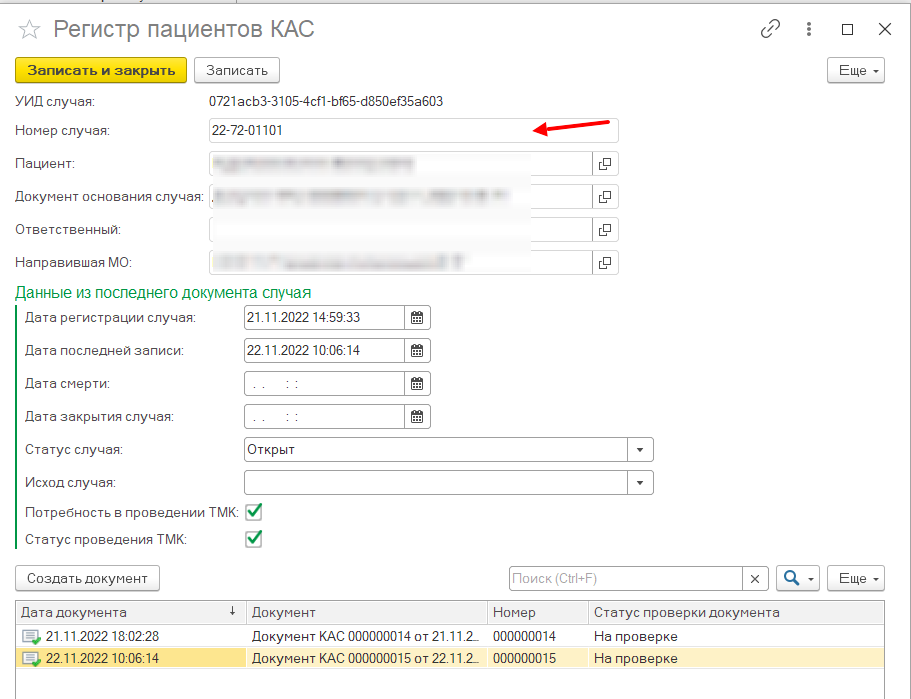 Регистр пациентов КАС
Записать и закрыть Записать Еще
УИД случая: 0721acb3-3105-4cf1-bf65-d850ef35a603
Номер случая: 22-72-01101
Пациент:
Документ основания случая:
Ответственный:
Направившая МО:
Данные из последнего документа случая
Дата регистрации случая: 21.11.2022 14:59:33
Дата последней записи: 22.11.2022 10:06:14
Дата смерти: . . : :
Дата закрытия случая: . . : :
Статус случая: Открыт
Исход случая:
Потребность в проведении ТМК:
Статус проведения ТМК:
Создать документ Поиск (Ctrl+F) Еще
Дата документа Документ Номер Статус проверки документа
21.11.2022 18:02:28 Документ КАС 000000014 от 21.11.2... 000000014 На проверке
22.11.2022 10:06:14 Документ КАС 000000015 от 22.11.2... 000000015 На проверке